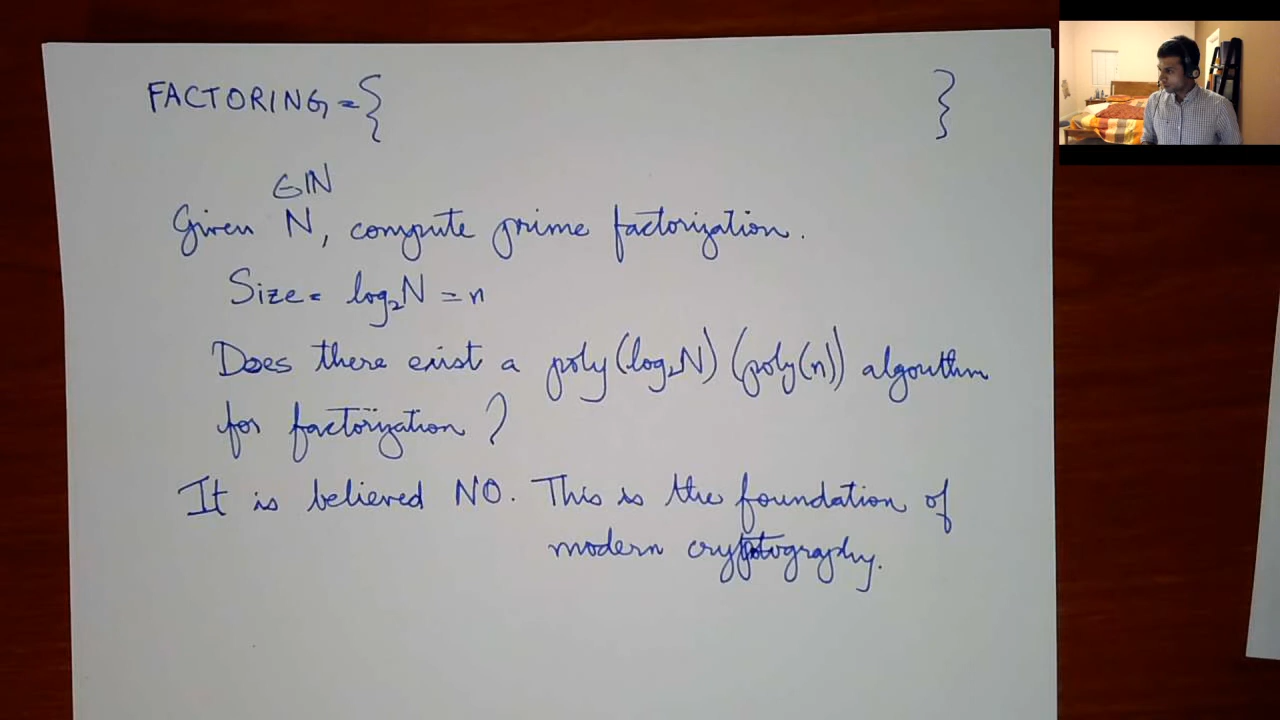 FACTORING = { }
∈ IN
Given N, compute prime factorization.
Size = log₂N = n
Does there exist a poly(log₂N) (poly(n)) algorithm
for factorization ?
It is believed NO. This is the foundation of
modern cryptography.